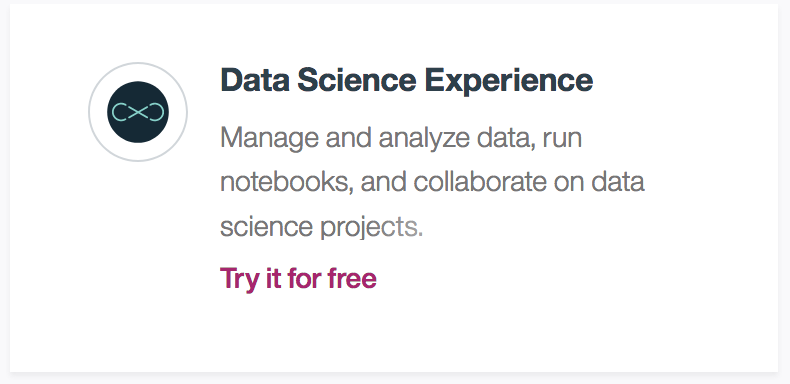 Data Science Experience
Manage and analyze data, run
notebooks, and collaborate on data
science projects.
Try it for free